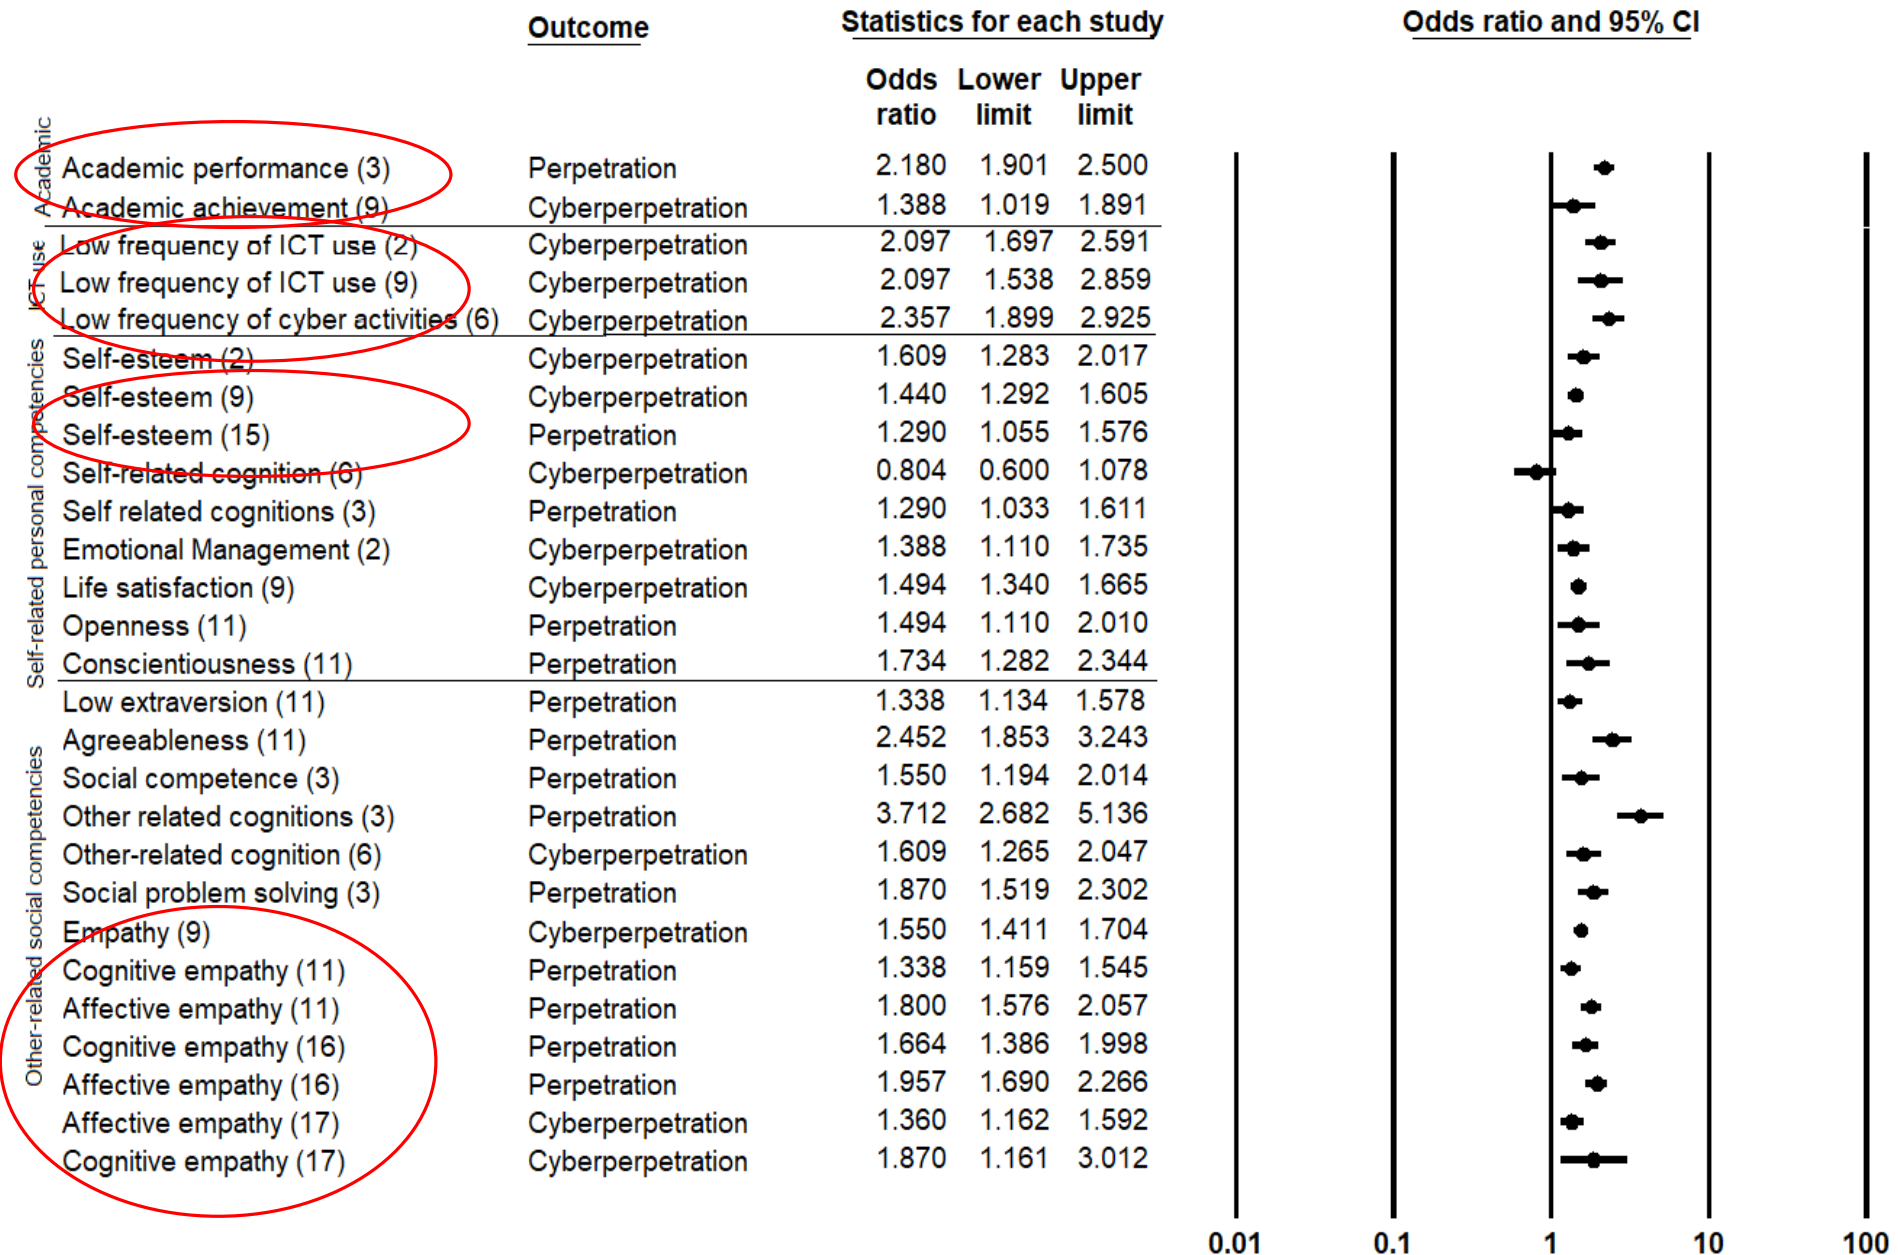 Outcome Statistics for each study Odds ratio and 95% CI
Odds Lower Upper
ratio limit limit
Academic
Academic performance (3) Perpetration 2.180 1.901 2.500
Academic achievement (9) Cyberperpetration 1.388 1.019 1.891
ICT use
Low frequency of ICT use (2) Cyberperpetration 2.097 1.697 2.591
Low frequency of ICT use (9) Cyberperpetration 2.097 1.538 2.859
Low frequency of cyber activities (6) Cyberperpetration 2.357 1.899 2.925
Self-related personal competencies
Self-esteem (2) Cyberperpetration 1.609 1.283 2.017
Self-esteem (9) Cyberperpetration 1.440 1.292 1.605
Self-esteem (15) Perpetration 1.290 1.055 1.576
Self-related cognition (6) Cyberperpetration 0.804 0.600 1.078
Self related cognitions (3) Perpetration 1.290 1.033 1.611
Emotional Management (2) Cyberperpetration 1.388 1.110 1.735
Life satisfaction (9) Cyberperpetration 1.494 1.340 1.665
Openness (11) Perpetration 1.494 1.110 2.010
Conscientiousness (11) Perpetration 1.734 1.282 2.344
Other-related social competencies
Low extraversion (11) Perpetration 1.338 1.134 1.578
Agreeableness (11) Perpetration 2.452 1.853 3.243
Social competence (3) Perpetration 1.550 1.194 2.014
Other related cognitions (3) Perpetration 3.712 2.682 5.136
Other-related cognition (6) Cyberperpetration 1.609 1.265 2.047
Social problem solving (3) Perpetration 1.870 1.519 2.302
Empathy (9) Cyberperpetration 1.550 1.411 1.704
Cognitive empathy (11) Perpetration 1.338 1.159 1.545
Affective empathy (11) Perpetration 1.800 1.576 2.057
Cognitive empathy (16) Perpetration 1.664 1.386 1.998
Affective empathy (16) Perpetration 1.957 1.690 2.266
Affective empathy (17) Cyberperpetration 1.360 1.162 1.592
Cognitive empathy (17) Cyberperpetration 1.870 1.161 3.012
0.01 0.1 1 10 100